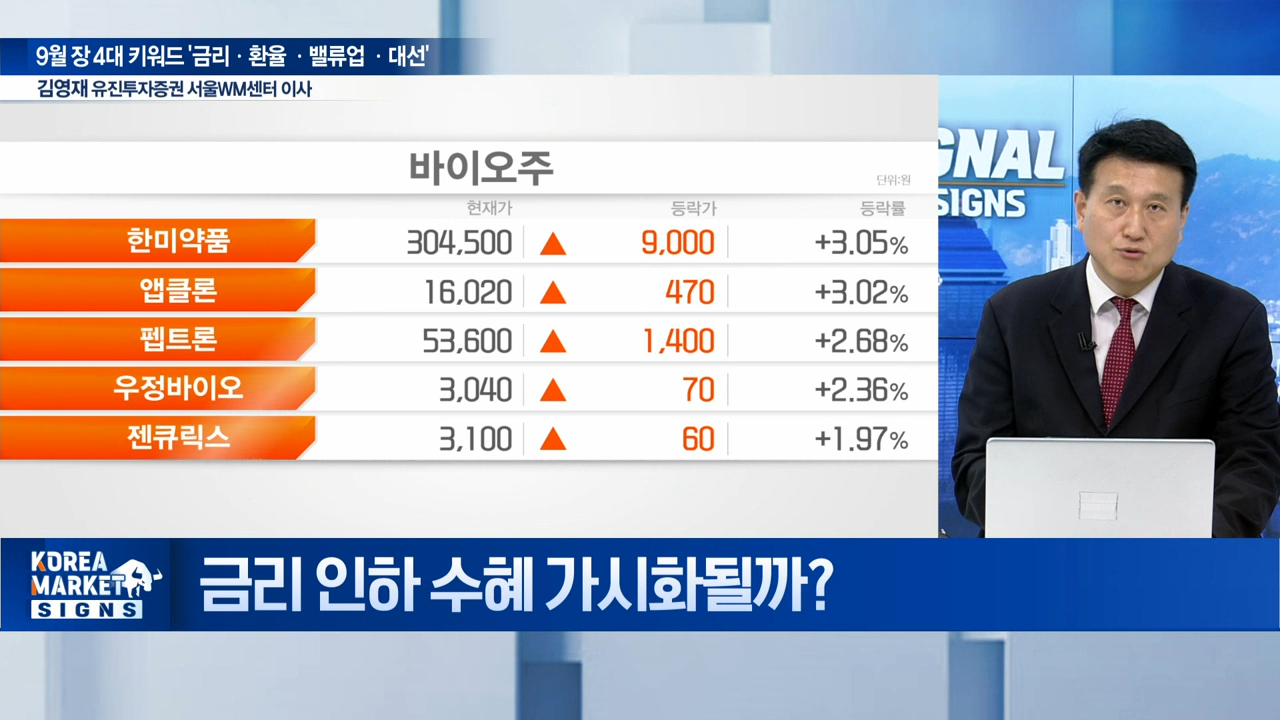 9월 장 4대 키워드 '금리 · 환율 · 밸류업 · 대선'
김영재 유진투자증권 서울WM센터 이사
바이오주
단위:원
현재가 등락가 등락률
한미약품 304,500 ▲ 9,000 +3.05%
앱클론 16,020 ▲ 470 +3.02%
펩트론 53,600 ▲ 1,400 +2.68%
우정바이오 3,040 ▲ 70 +2.36%
젠큐릭스 3,100 ▲ 60 +1.97%
GNAL
SIGNS
KOREA
MARKET
SIGNS
금리 인하 수혜 가시화될까?